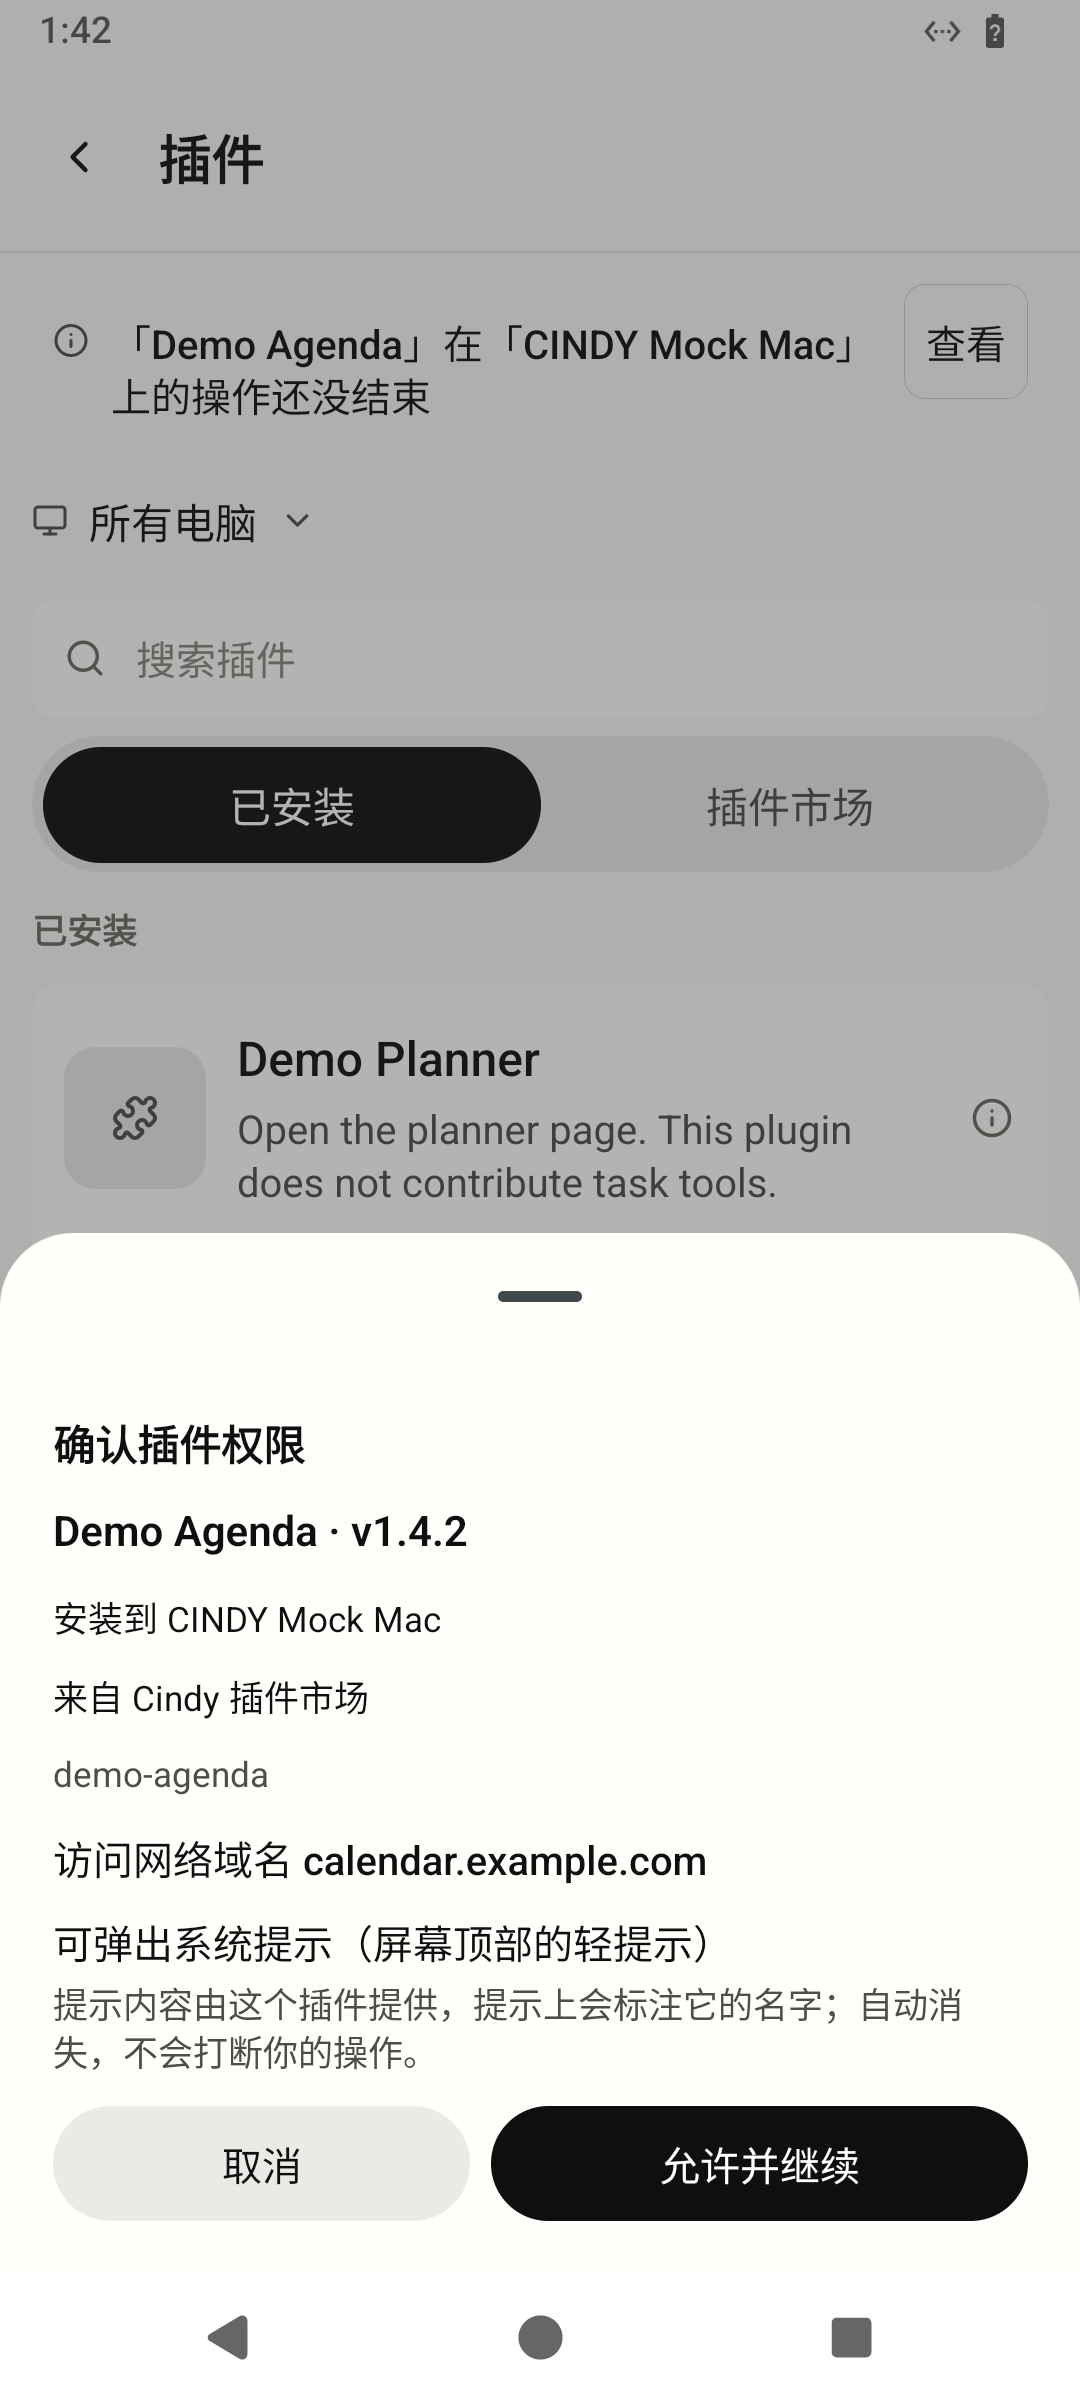 1:42
插件
「Demo Agenda」在「CINDY Mock Mac」
上的操作还没结束
查看
所有电脑
搜索插件
已安装
插件市场
已安装
Demo Planner
Open the planner page. This plugin
does not contribute task tools.
确认插件权限
Demo Agenda · v1.4.2
安装到 CINDY Mock Mac
来自 Cindy 插件市场
demo-agenda
访问网络域名 calendar.example.com
可弹出系统提示（屏幕顶部的轻提示）
提示内容由这个插件提供，提示上会标注它的名字；自动消
失，不会打断你的操作。
取消
允许并继续